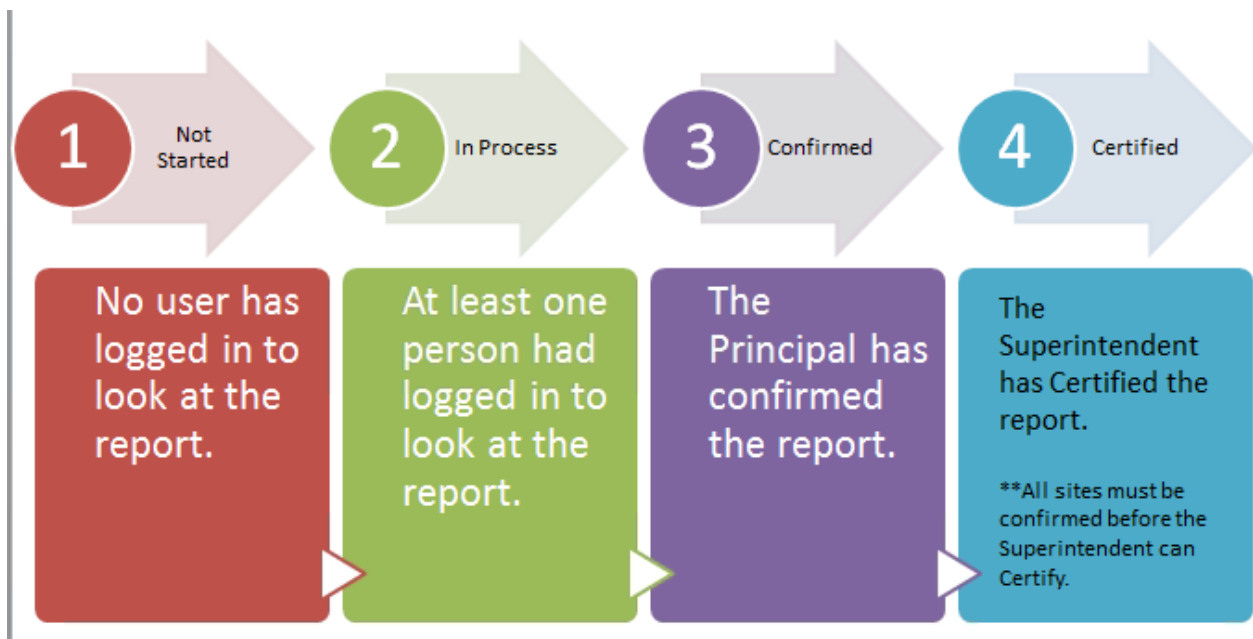 1
Not
Started
2
In Process
3
Confirmed
4
Certified
No user has
logged in to
look at the
report.
At least one
person had
logged in to
look at the
report.
The
Principal has
confirmed
the report.
The
Superintendent
has Certified the
report.
**All sites must be
confirmed before the
Superintendent can
Certify.